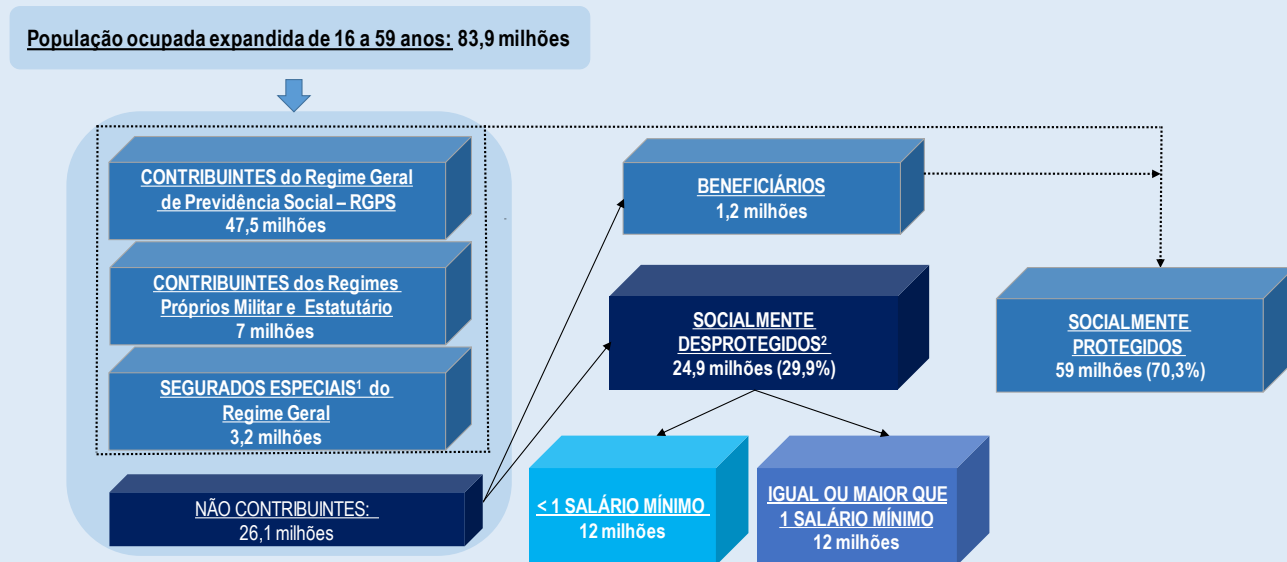 População ocupada expandida de 16 a 59 anos: 83,9 milhões
CONTRIBUINTES do Regime Geral
de Previdência Social – RGPS
47,5 milhões
CONTRIBUINTES dos Regimes
Próprios Militar e Estatutário
7 milhões
SEGURADOS ESPECIAIS¹ do
Regime Geral
3,2 milhões
NÃO CONTRIBUINTES:
26,1 milhões
BENEFICIÁRIOS
1,2 milhões
SOCIALMENTE
DESPROTEGIDOS²
24,9 milhões (29,9%)
SOCIALMENTE
PROTEGIDOS
59 milhões (70,3%)
< 1 SALÁRIO MÍNIMO
12 milhões
IGUAL OU MAIOR QUE
1 SALÁRIO MÍNIMO
12 milhões